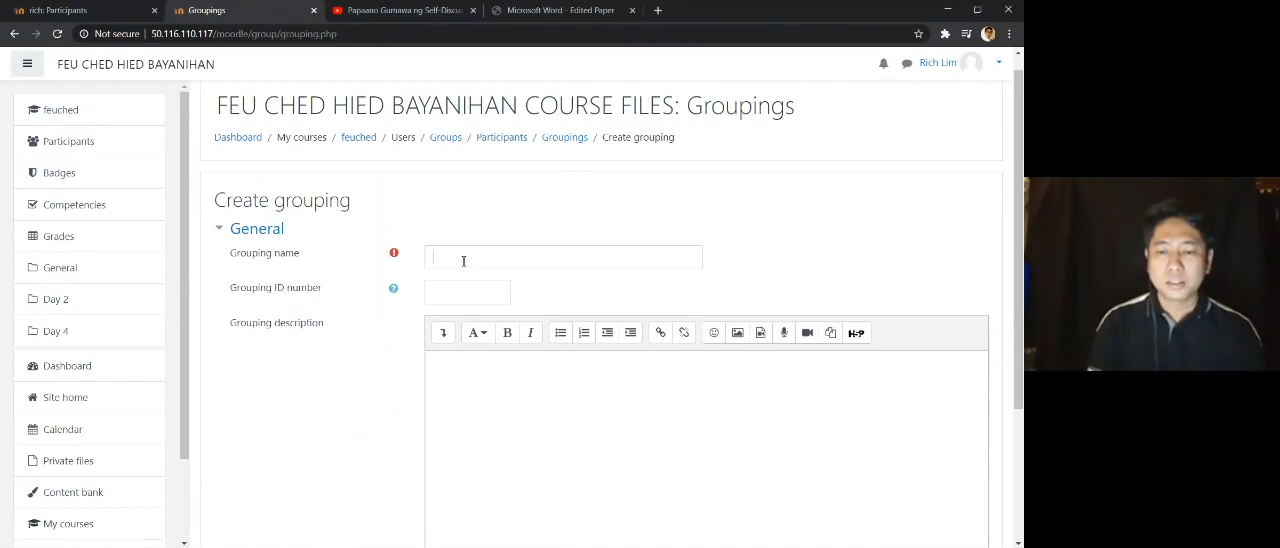 rich: Participants
Groupings
Papaano Gumawa ng Self-Discu
Microsoft Word - Edited Paper
Not secure | 50.116.110.117/moodle/group/grouping.php
FEU CHED HIED BAYANIHAN
Rich Lim
feuched
Participants
Badges
Competencies
Grades
General
Day 2
Day 4
Dashboard
Site home
Calendar
Private files
Content bank
My courses
FEU CHED HIED BAYANIHAN COURSE FILES: Groupings
Dashboard / My courses / feuched / Users / Groups / Participants / Groupings / Create grouping
Create grouping
General
Grouping name
Grouping ID number
Grouping description
A B I H5P